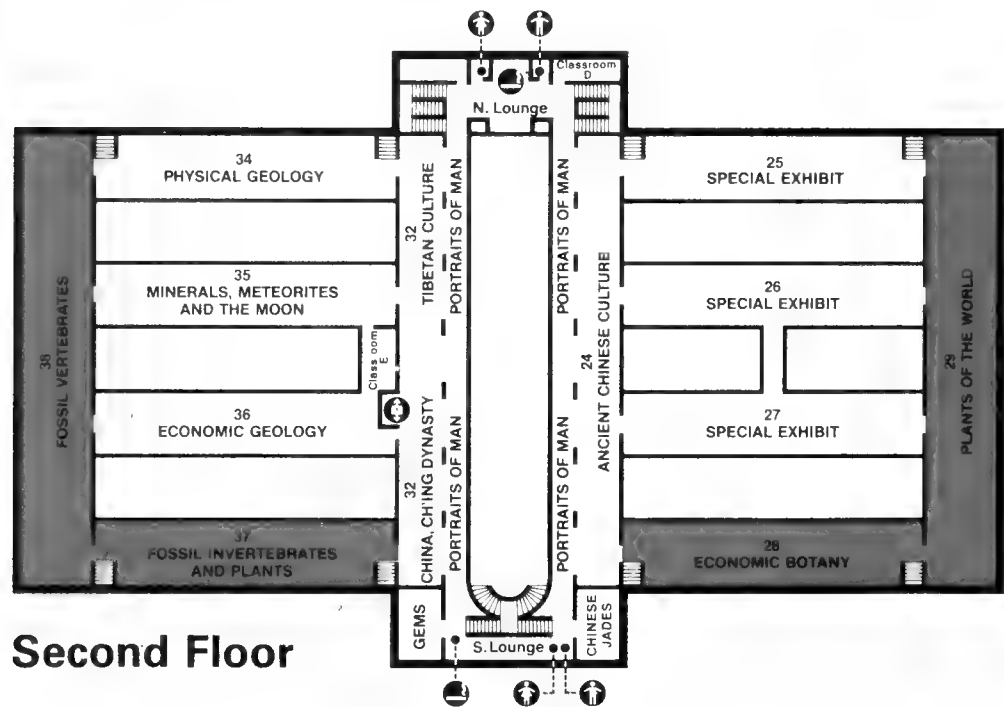 Classroom
D
N. Lounge
34
PHYSICAL GEOLOGY
35
MINERALS, METEORITES
AND THE MOON
Classroom
E
36
ECONOMIC GEOLOGY
38
FOSSIL VERTEBRATES
37
FOSSIL INVERTEBRATES
AND PLANTS
32
TIBETAN CULTURE
32
CHINA, CH'ING DYNASTY
PORTRAITS OF MAN
PORTRAITS OF MAN
PORTRAITS OF MAN
PORTRAITS OF MAN
24
ANCIENT CHINESE CULTURE
25
SPECIAL EXHIBIT
26
SPECIAL EXHIBIT
27
SPECIAL EXHIBIT
28
ECONOMIC BOTANY
29
PLANTS OF THE WORLD
GEMS
S. Lounge
CHINESE
JADES
Second Floor